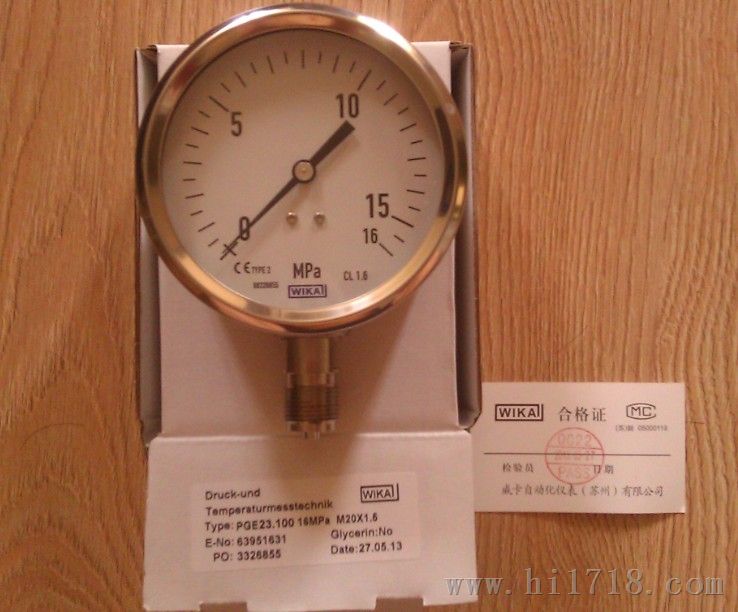 5
10
0
15
16
CE TYPE 2
MPa
CL 1.6
WIKA
Druck-und
Temperaturmesstechnik
WIKA
Type: PGE23.100 16MPa M20X1.5
E-No: 63951631 Glycerin:No
PO: 3326855 Date:27.05.13
WIKA 合格证 MC
05000118
QC22
PASS
检验员 日期
威卡自动化仪表(苏州)有限公司
www.hi1718.com